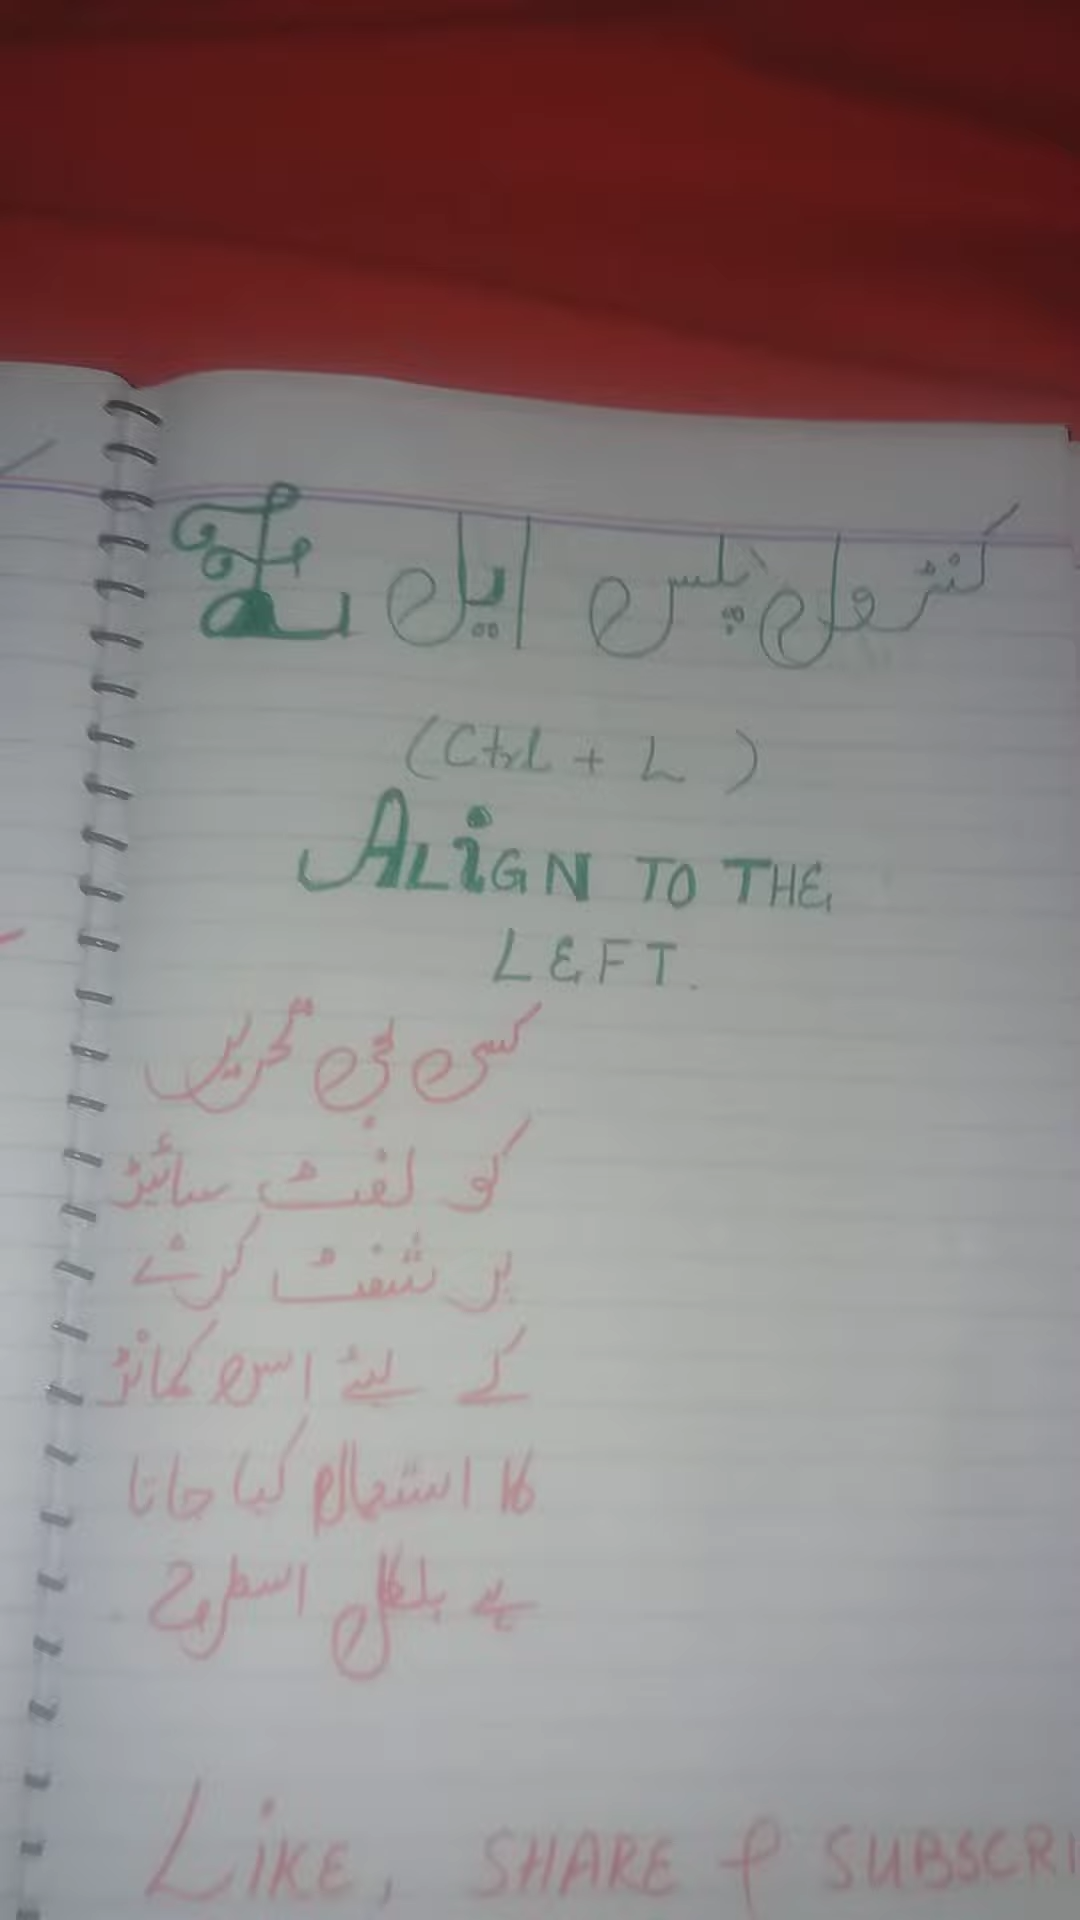 کنٹرول پلس ایل
(Ctrl + L )
ALiGN TO THE
LEFT.
کسی بھی تحریر
کو لفٹ سائیڈ
پر شفٹ کرنے
کے لیئے اس کمانڈ
کا استعمال کیا جاتا
ہے بلکل اسطرح
LiKE, SHARE & SUBSCRI